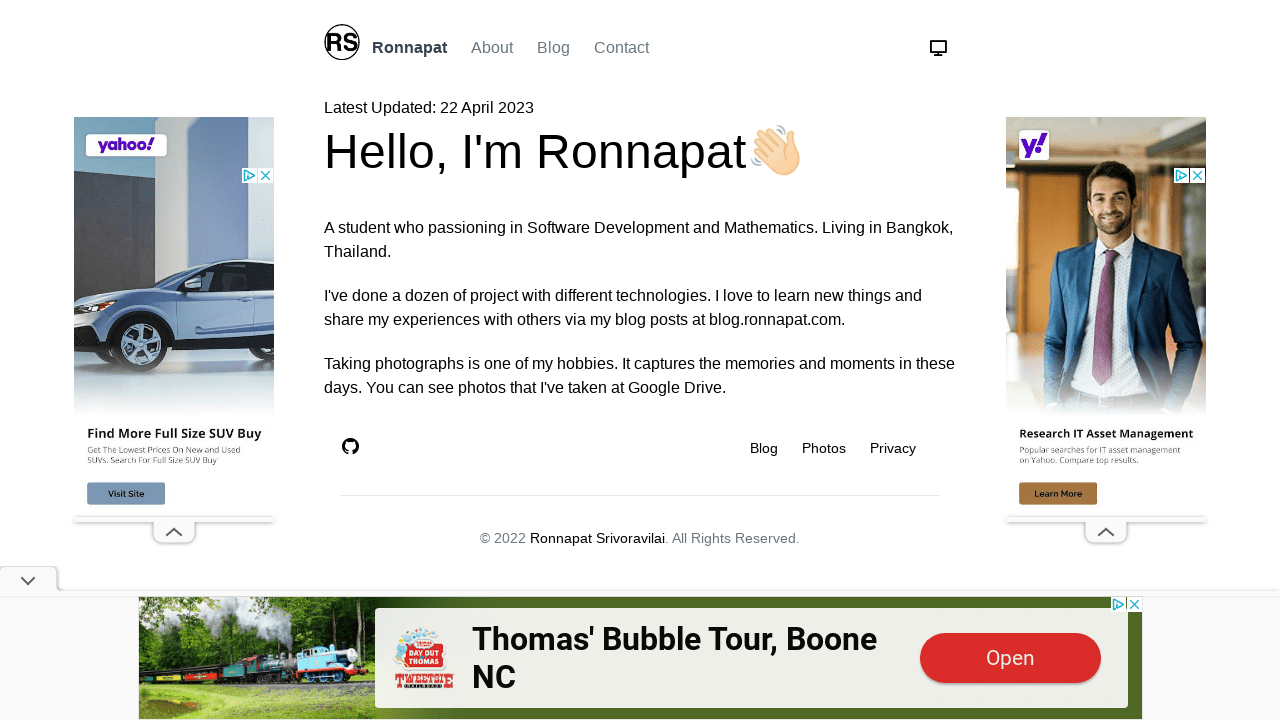 RS
Ronnapat About Blog Contact
Latest Updated: 22 April 2023
Hello, I'm Ronnapat👋🏻
A student who passioning in Software Development and Mathematics. Living in Bangkok,
Thailand.
I've done a dozen of project with different technologies. I love to learn new things and
share my experiences with others via my blog posts at blog.ronnapat.com.
Taking photographs is one of my hobbies. It captures the memories and moments in these
days. You can see photos that I've taken at Google Drive.
Blog Photos Privacy
© 2022 Ronnapat Srivoravilai. All Rights Reserved.
yahoo!
Find More Full Size SUV Buy
Get The Lowest Prices On New and Used
SUVs. Search For Full Size SUV Buy
Visit Site
y!
Research IT Asset Management
Popular searches for IT asset management
on Yahoo. Compare top results.
Learn More
DAY OUT
THOMAS
TWEETSIE
RAILROAD
Thomas' Bubble Tour, Boone
NC
Open